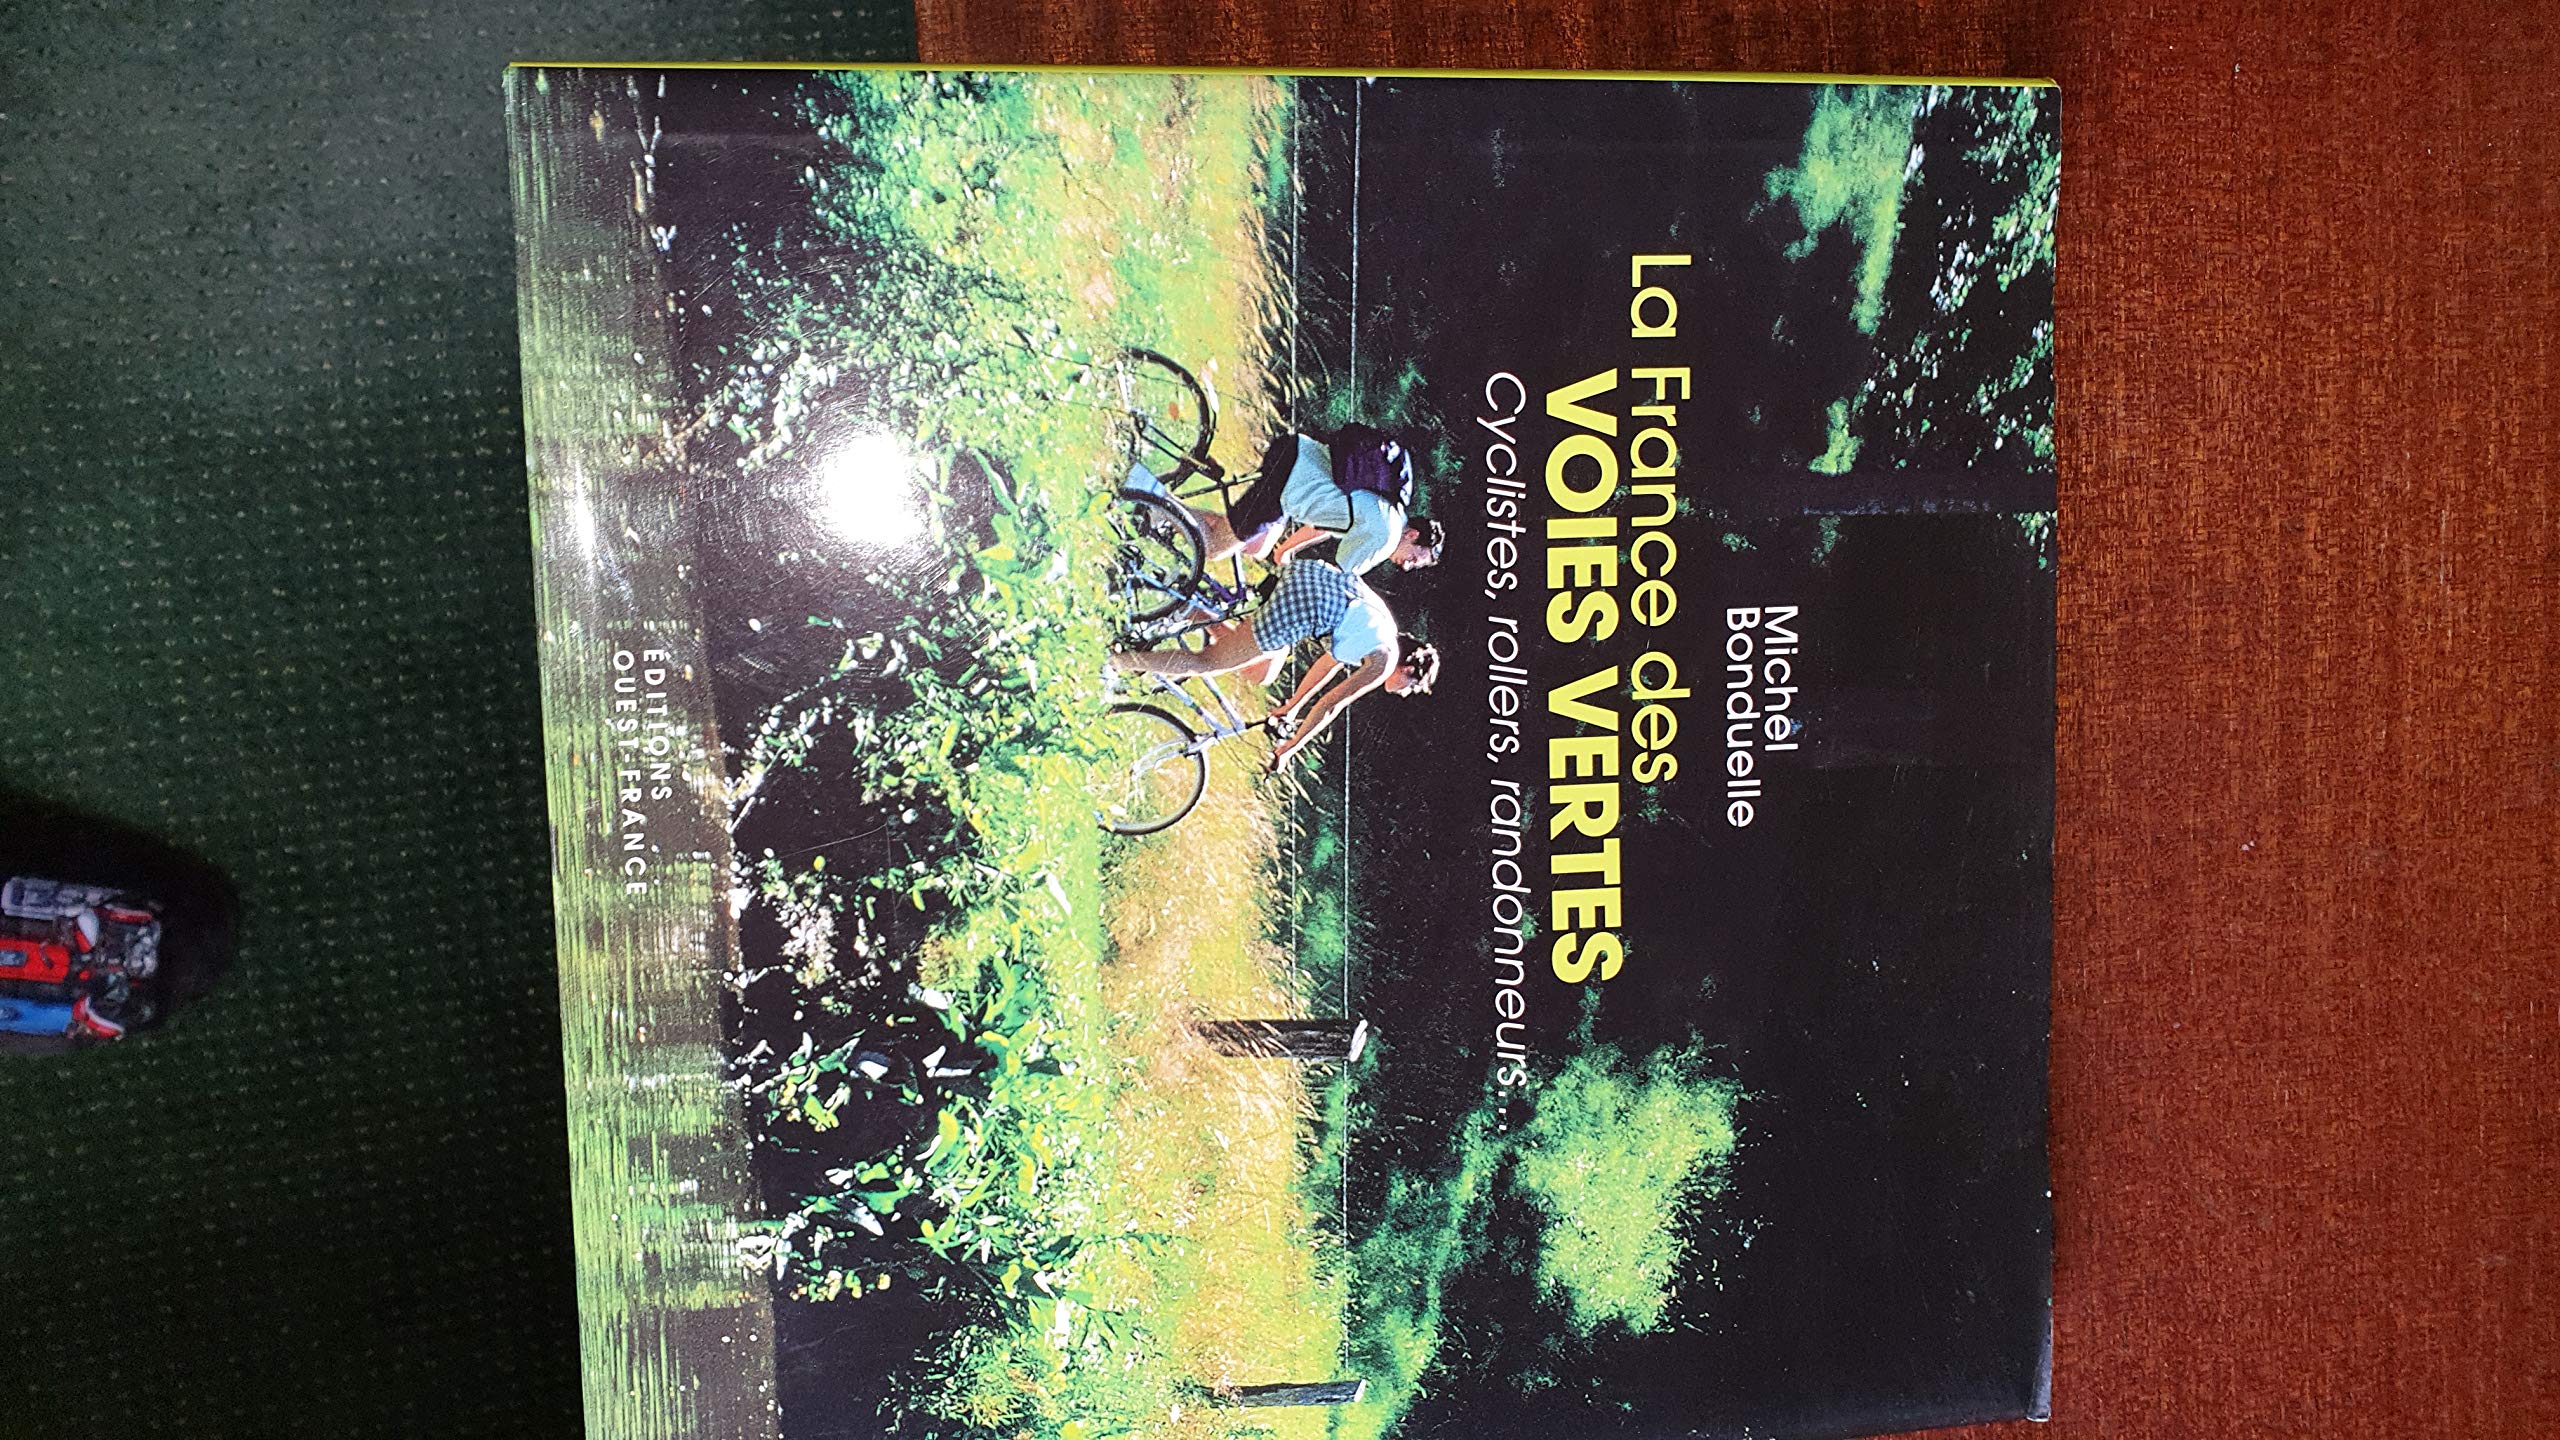 Michel
Bonduelle
La France des
VOIES VERTES
Cyclistes, rollers, randonneurs...
ÉDITIONS
OUEST-FRANCE